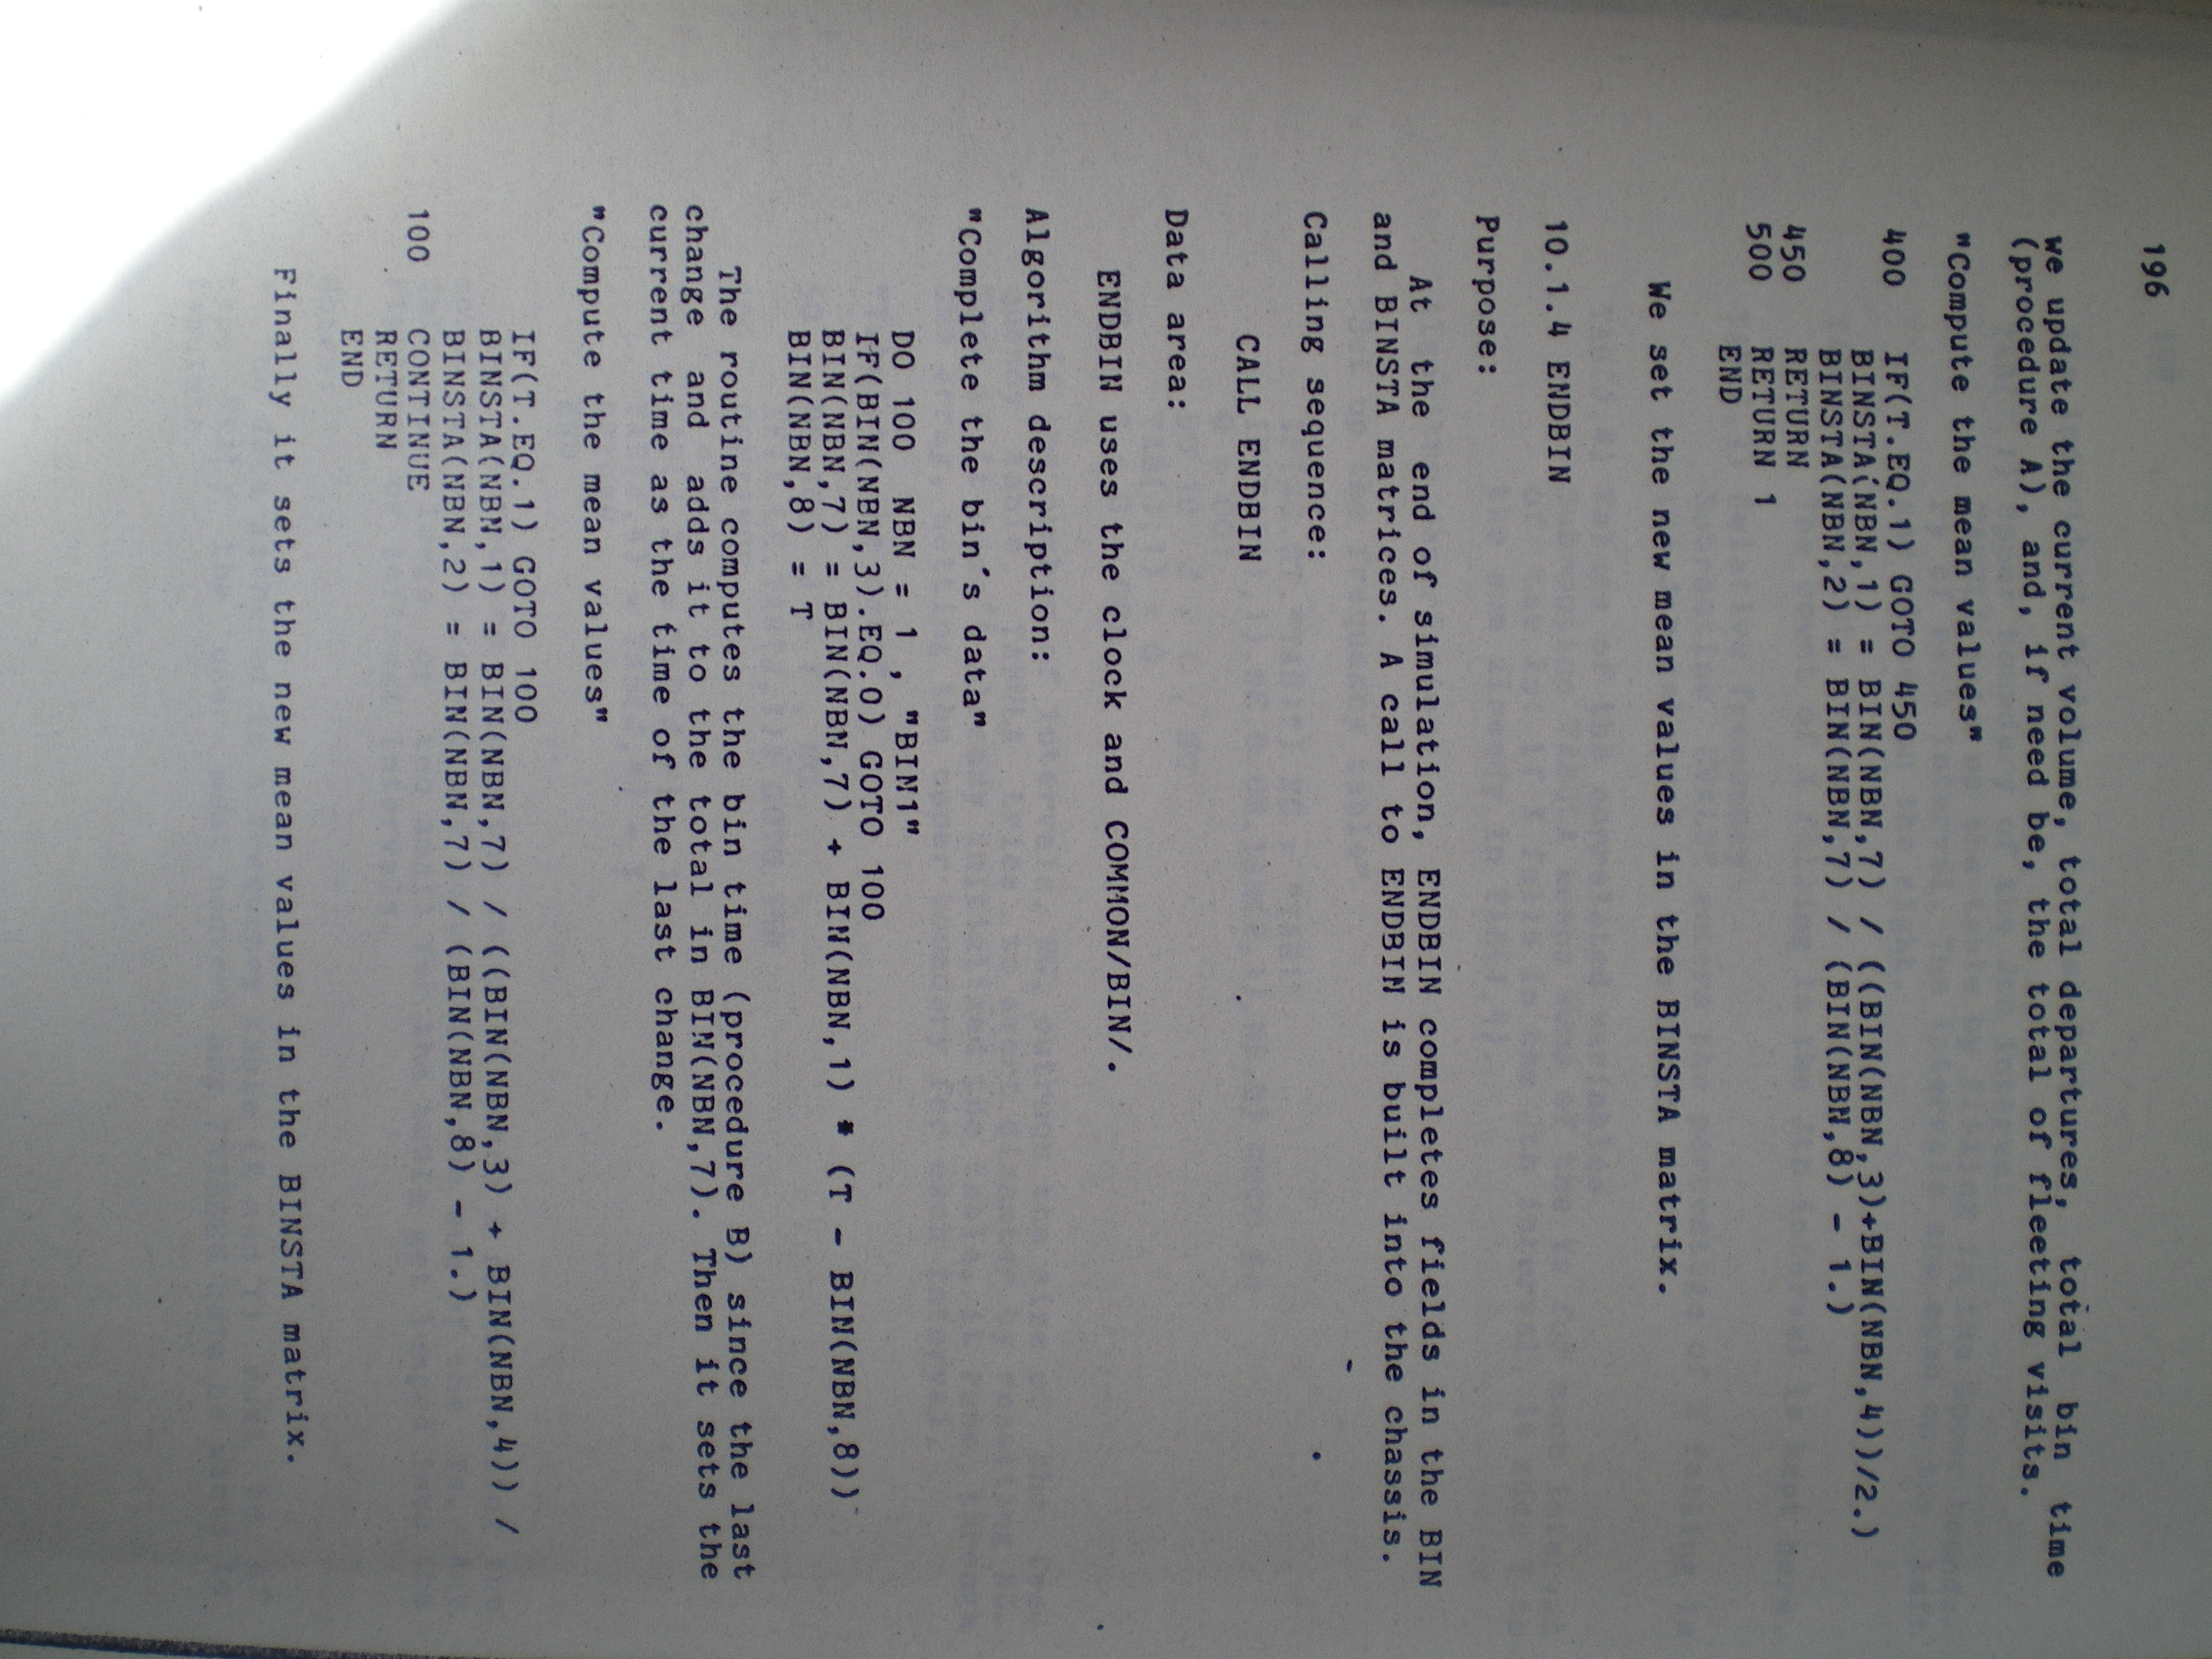 196
we update the current volume, total departures, total bin time
(procedure A), and, if need be, the total of fleeting visits.
"Compute the mean values"
400 IF(T.EQ.1) GOTO 450
BINSTA(NBN,1) = BIN(NBN,7) / ((BIN(NBN,3)+BIN(NBN,4))/2.)
BINSTA(NBN,2) = BIN(NBN,7) / (BIN(NBN,8) - 1.)
450 RETURN
500 RETURN 1
END
We set the new mean values in the BINSTA matrix.
10.1.4 ENDBIN
Purpose:
At the end of simulation, ENDBIN completes fields in the BIN
and BINSTA matrices. A call to ENDBIN is built into the chassis.
Calling sequence:
CALL ENDBIN
Data area:
ENDBIN uses the clock and COMMON/BIN/.
Algorithm description:
"Complete the bin's data"
DO 100 NBN = 1 , "BIN1"
IF(BIN(NBN,3).EQ.0) GOTO 100
BIN(NBN,7) = BIN(NBN,7) + BIN(NBN,1) * (T - BIN(NBN,8))
BIN(NBN,8) = T
The routine computes the bin time (procedure B) since the last
change and adds it to the total in BIN(NBN,7). Then it sets the
current time as the time of the last change.
"Compute the mean values"
IF(T.EQ.1) GOTO 100
BINSTA(NBN,1) = BIN(NBN,7) / ((BIN(NBN,3) + BIN(NBN,4)) /
BINSTA(NBN,2) = BIN(NBN,7) / (BIN(NBN,8) - 1.)
100 CONTINUE
RETURN
END
Finally it sets the new mean values in the BINSTA matrix.